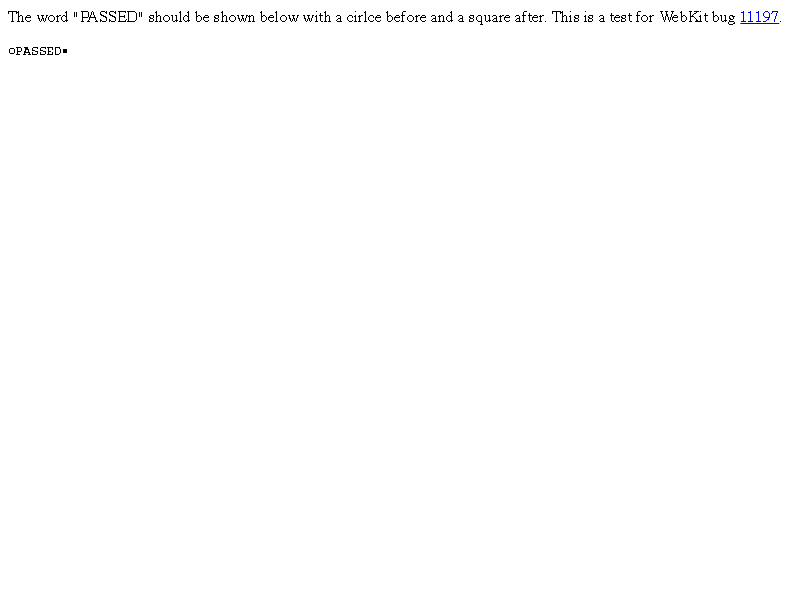 The word "PASSED" should be shown below with a cirlce before and a square after. This is a test for WebKit bug 11197.
○PASSED▪